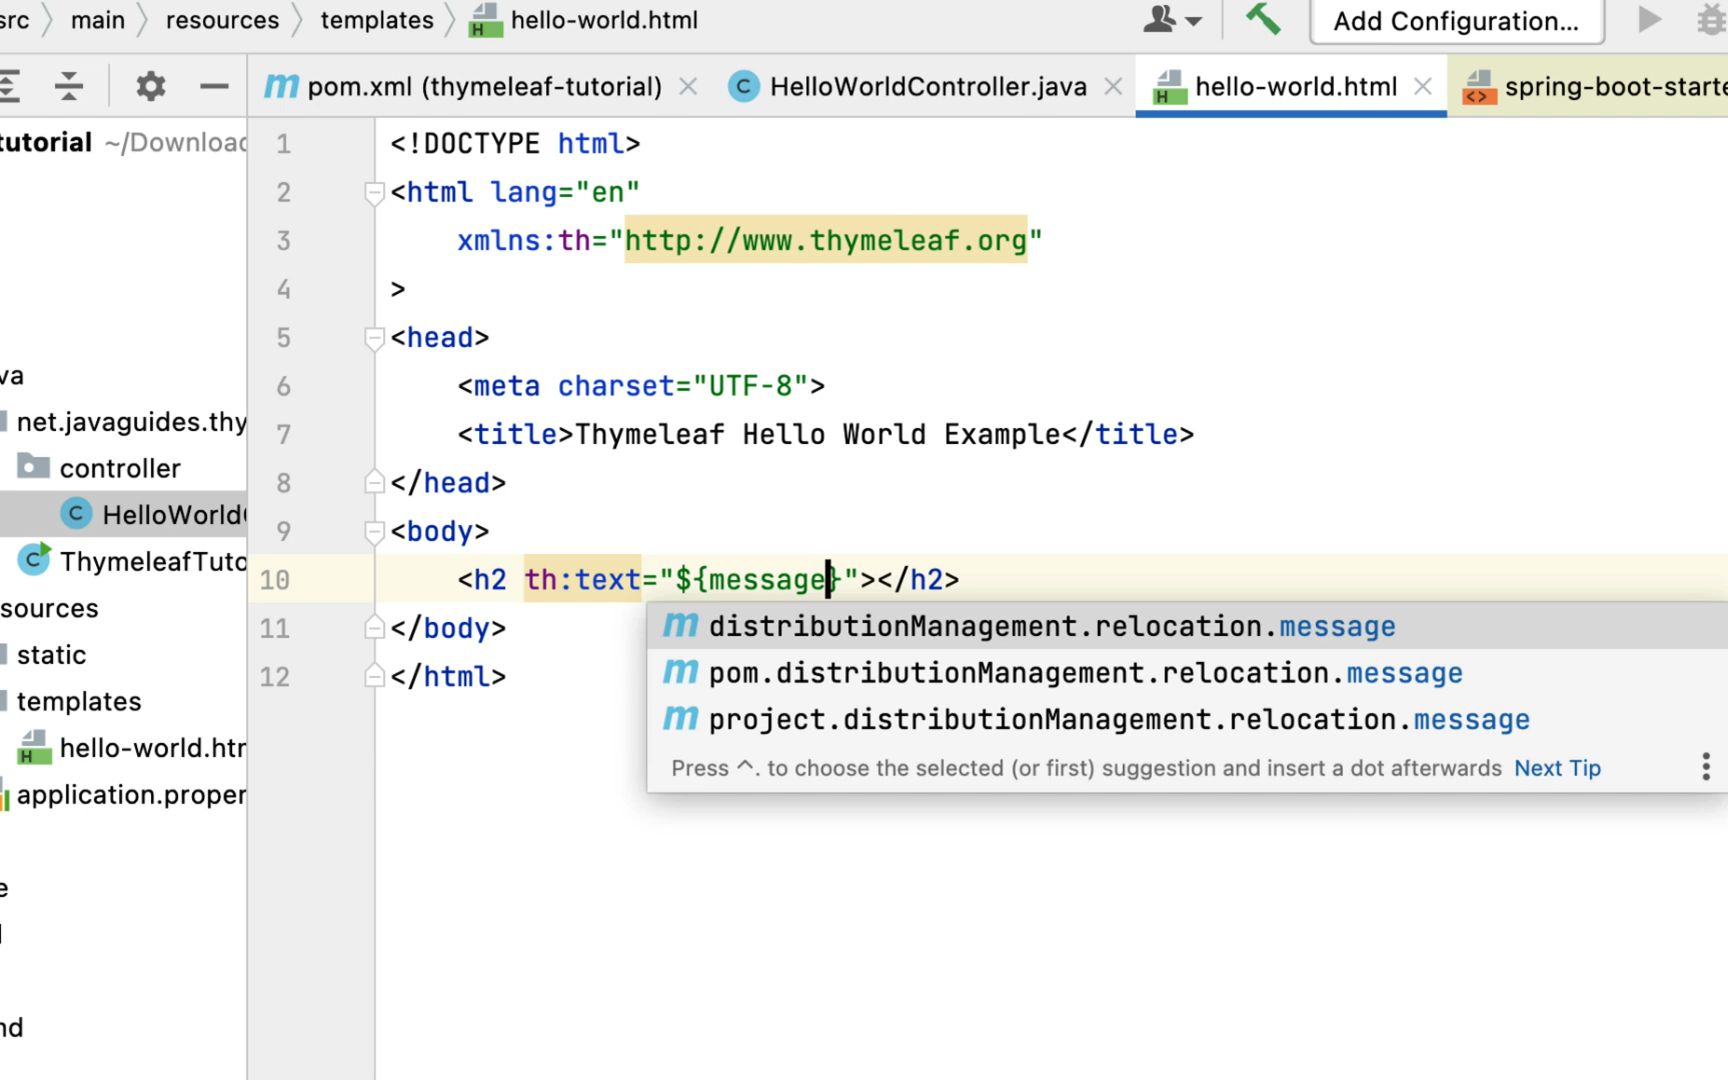 src main resources templates hello-world.html Add Configuration...
pom.xml (thymeleaf-tutorial) HelloWorldController.java hello-world.html spring-boot-starte
tutorial ~/Download
va
net.javaguides.thy
controller
HelloWorld
ThymeleafTuto
sources
static
templates
hello-world.htm
application.proper
e
nd
1 <!DOCTYPE html>
2 <html lang="en"
3 xmlns:th="http://www.thymeleaf.org"
4 >
5 <head>
6 <meta charset="UTF-8">
7 <title>Thymeleaf Hello World Example</title>
8 </head>
9 <body>
10 <h2 th:text="${message}"></h2>
11 </body>
12 </html>
distributionManagement.relocation.message
pom.distributionManagement.relocation.message
project.distributionManagement.relocation.message
Press ^. to choose the selected (or first) suggestion and insert a dot afterwards Next Tip